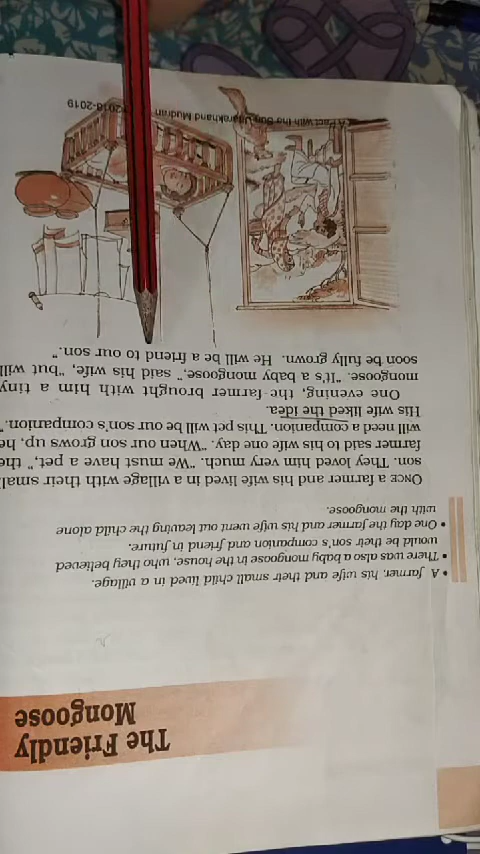 The Friendly
Mongoose
• A farmer, his wife and their small child lived in a village.
• There was also a baby mongoose in the house, who they believed
would be their son's companion and friend in future.
• One day the farmer and his wife went out leaving the child alone
with the mongoose.
ONCE a farmer and his wife lived in a village with their small
son. They loved him very much. "We must have a pet," the
farmer said to his wife one day. "When our son grows up, he
will need a companion. This pet will be our son's companion."
His wife liked the idea.
One evening, the farmer brought with him a tiny
mongoose. "It's a baby mongoose," said his wife, "but will
soon be fully grown. He will be a friend to our son."
A Pact with the Sun Uttarakhand Mudran 2018-2019